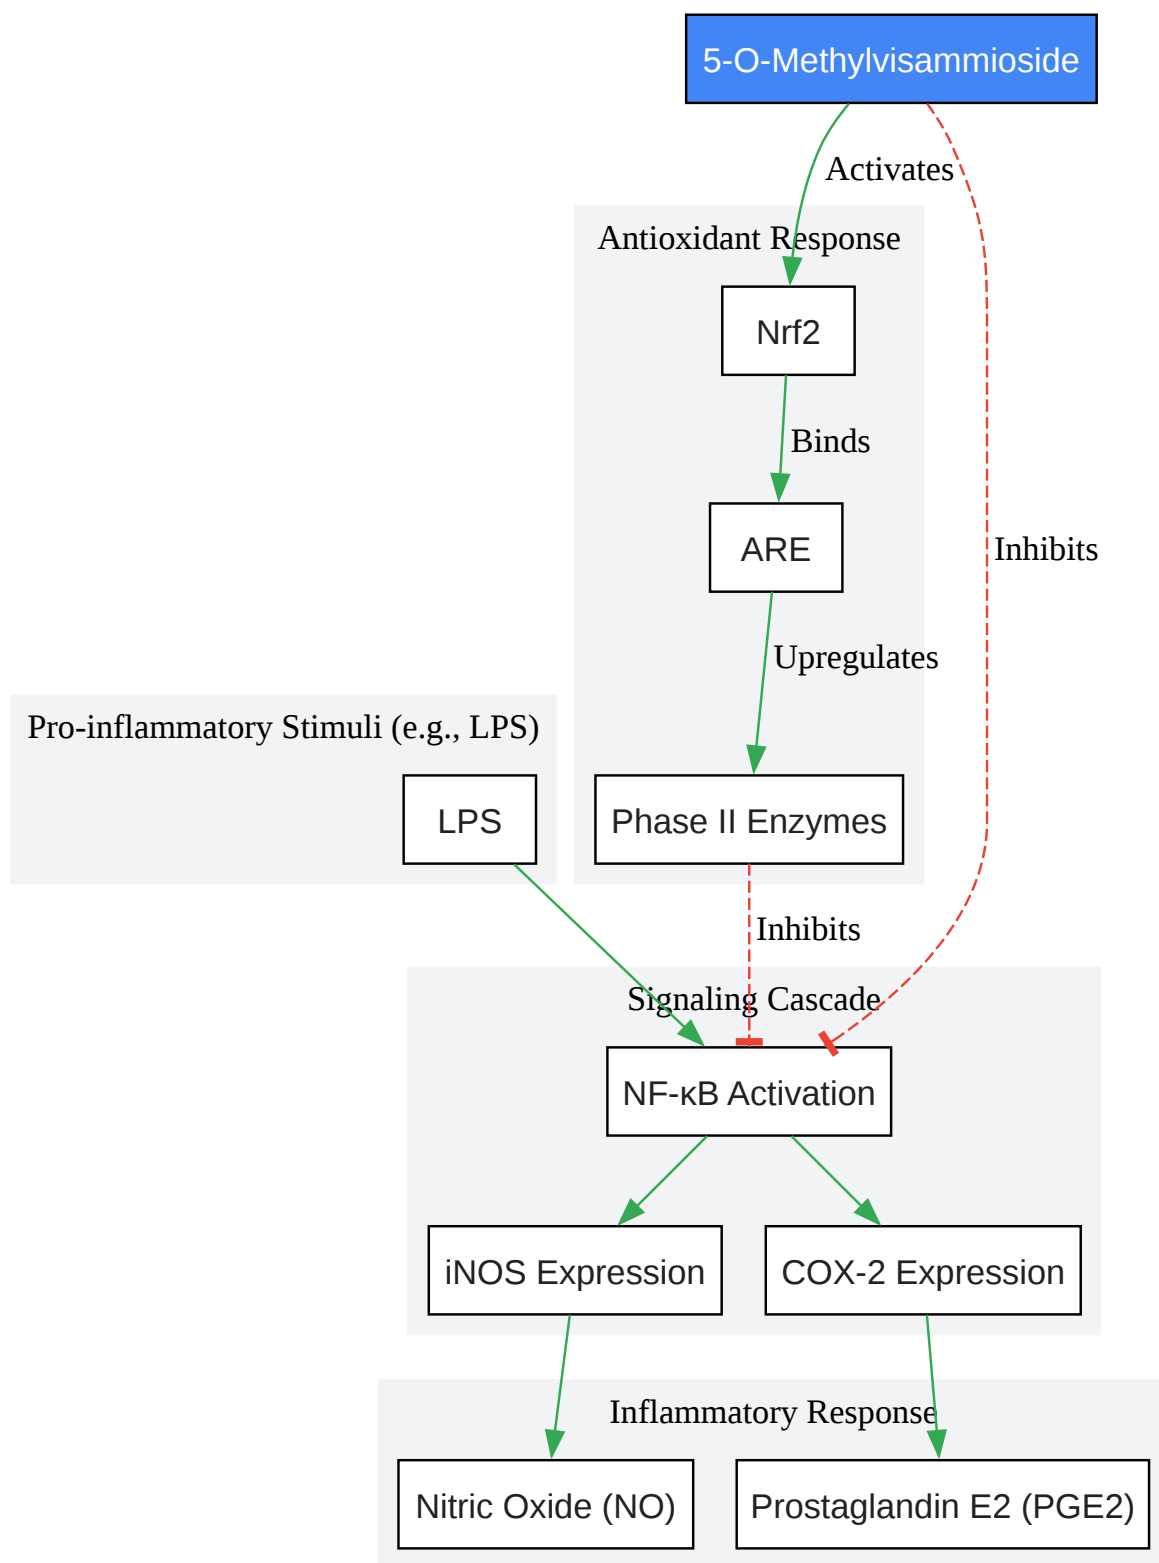 5-O-Methylvisammioside
Activates
Antioxidant Response
Nrf2
Binds
ARE
Inhibits
Upregulates
Pro-inflammatory Stimuli (e.g., LPS)
LPS
Phase II Enzymes
Inhibits
Signaling Cascade
NF-κB Activation
iNOS Expression
COX-2 Expression
Inflammatory Response
Nitric Oxide (NO)
Prostaglandin E2 (PGE2)